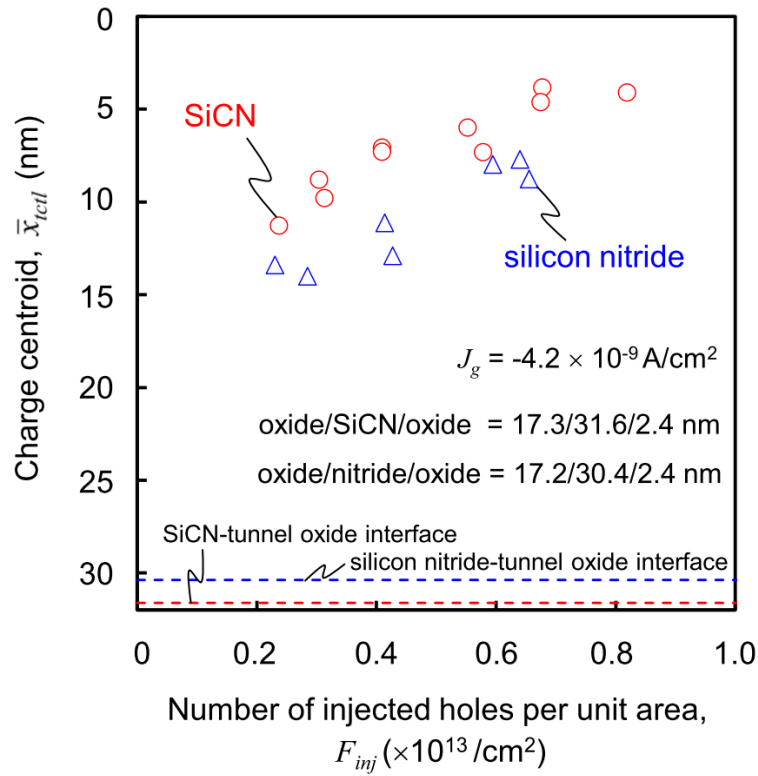 0
5
10
15
20
25
30
Charge centroid, x̅tctl (nm)
SiCN
silicon nitride
Jg = -4.2 × 10⁻⁹ A/cm²
oxide/SiCN/oxide = 17.3/31.6/2.4 nm
oxide/nitride/oxide = 17.2/30.4/2.4 nm
SiCN-tunnel oxide interface
silicon nitride-tunnel oxide interface
0 0.2 0.4 0.6 0.8 1.0
Number of injected holes per unit area,
Finj (×10¹³ /cm²)